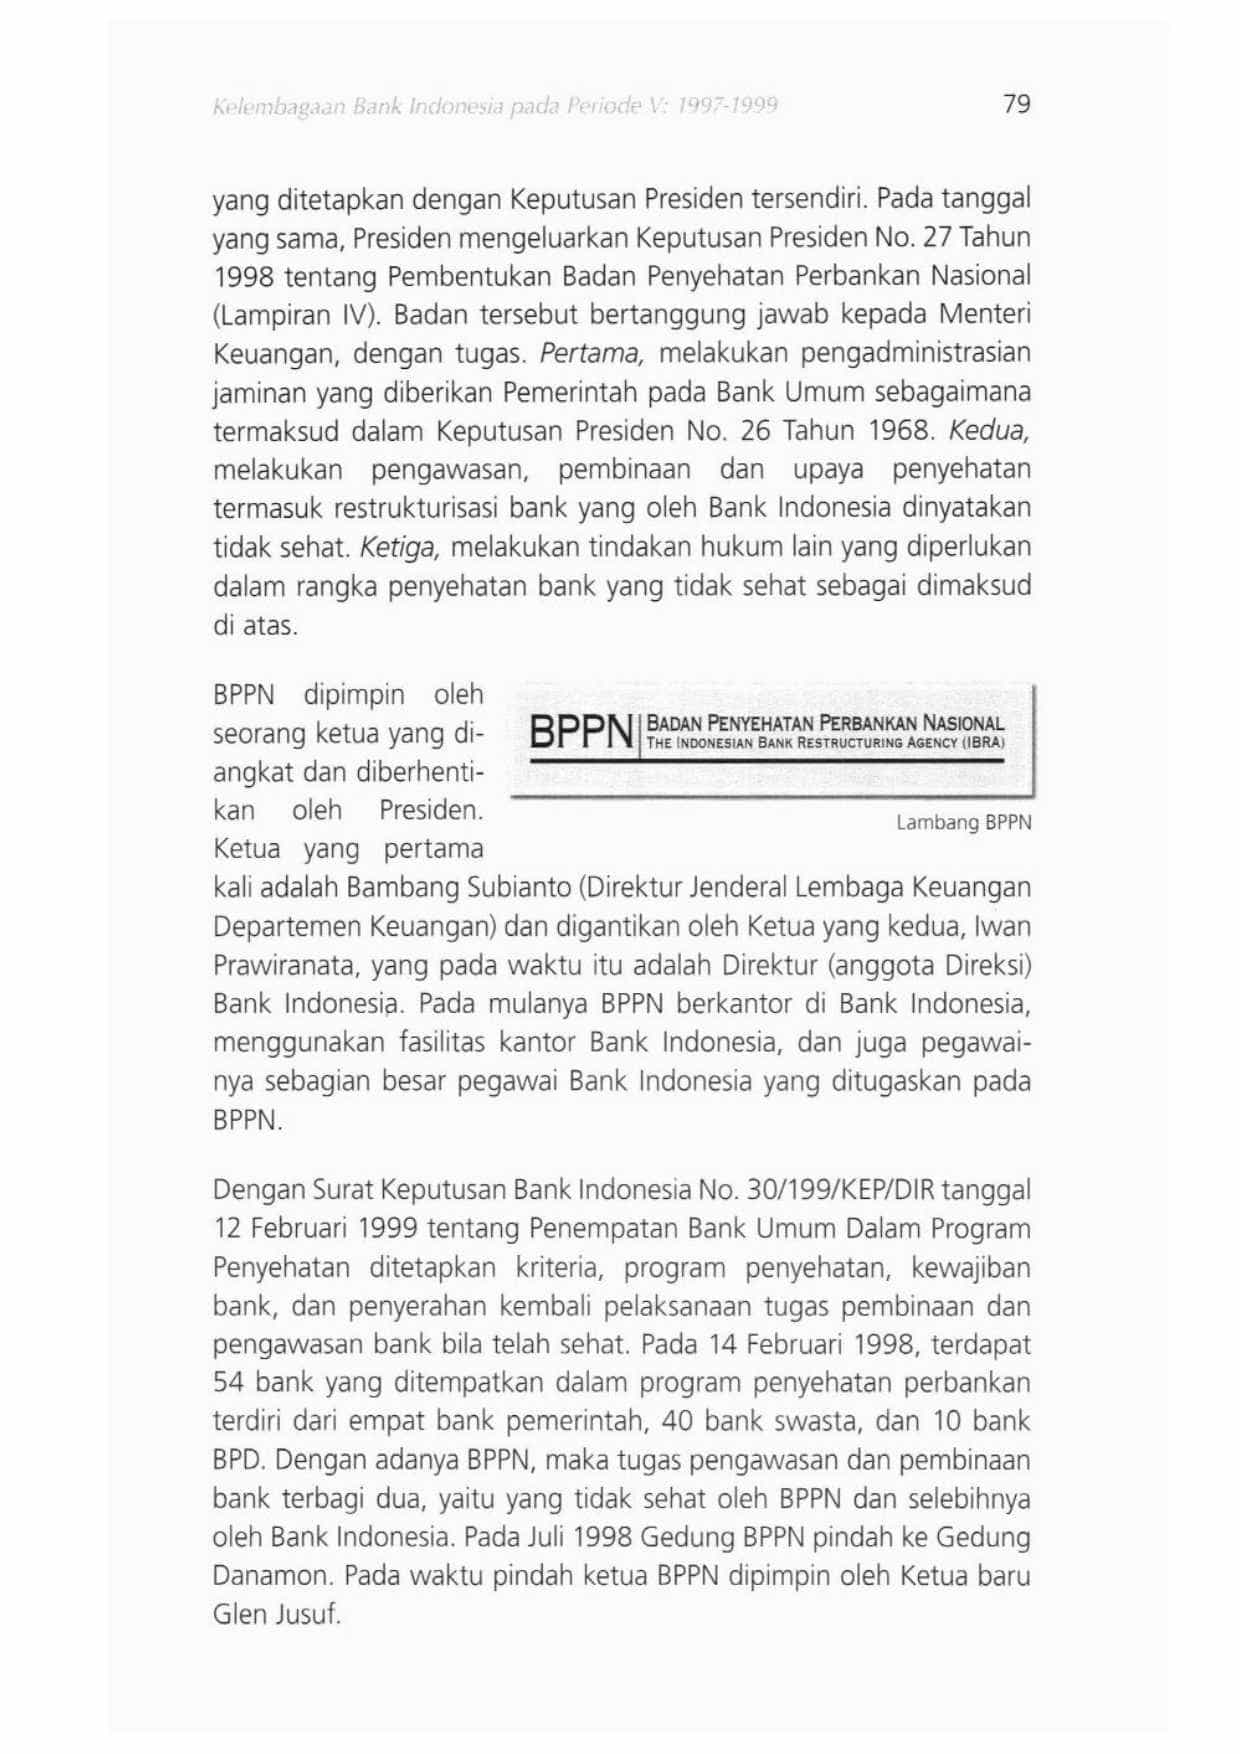 Kelembagaan Bank Indonesia pada Periode V: 1997-1999
79
yang ditetapkan dengan Keputusan Presiden tersendiri. Pada tanggal
yang sama, Presiden mengeluarkan Keputusan Presiden No. 27 Tahun
1998 tentang Pembentukan Badan Penyehatan Perbankan Nasional
(Lampiran IV). Badan tersebut bertanggung jawab kepada Menteri
Keuangan, dengan tugas. Pertama, melakukan pengadministrasian
jaminan yang diberikan Pemerintah pada Bank Umum sebagaimana
termaksud dalam Keputusan Presiden No. 26 Tahun 1968. Kedua,
melakukan pengawasan, pembinaan dan upaya penyehatan
termasuk restrukturisasi bank yang oleh Bank Indonesia dinyatakan
tidak sehat. Ketiga, melakukan tindakan hukum lain yang diperlukan
dalam rangka penyehatan bank yang tidak sehat sebagai dimaksud
di atas.
BPPN dipimpin oleh
seorang ketua yang di-
angkat dan diberhenti-
kan oleh Presiden.
Ketua yang pertama
BPPN
BADAN PENYEHATAN PERBANKAN NASIONAL
THE INDONESIAN BANK RESTRUCTURING AGENCY (IBRA)
Lambang BPPN
kali adalah Bambang Subianto (Direktur Jenderal Lembaga Keuangan
Departemen Keuangan) dan digantikan oleh Ketua yang kedua, Iwan
Prawiranata, yang pada waktu itu adalah Direktur (anggota Direksi)
Bank Indonesia. Pada mulanya BPPN berkantor di Bank Indonesia,
menggunakan fasilitas kantor Bank Indonesia, dan juga pegawai-
nya sebagian besar pegawai Bank Indonesia yang ditugaskan pada
BPPN.
Dengan Surat Keputusan Bank Indonesia No. 30/199/KEP/DIR tanggal
12 Februari 1999 tentang Penempatan Bank Umum Dalam Program
Penyehatan ditetapkan kriteria, program penyehatan, kewajiban
bank, dan penyerahan kembali pelaksanaan tugas pembinaan dan
pengawasan bank bila telah sehat. Pada 14 Februari 1998, terdapat
54 bank yang ditempatkan dalam program penyehatan perbankan
terdiri dari empat bank pemerintah, 40 bank swasta, dan 10 bank
BPD. Dengan adanya BPPN, maka tugas pengawasan dan pembinaan
bank terbagi dua, yaitu yang tidak sehat oleh BPPN dan selebihnya
oleh Bank Indonesia. Pada Juli 1998 Gedung BPPN pindah ke Gedung
Danamon. Pada waktu pindah ketua BPPN dipimpin oleh Ketua baru
Glen Jusuf.